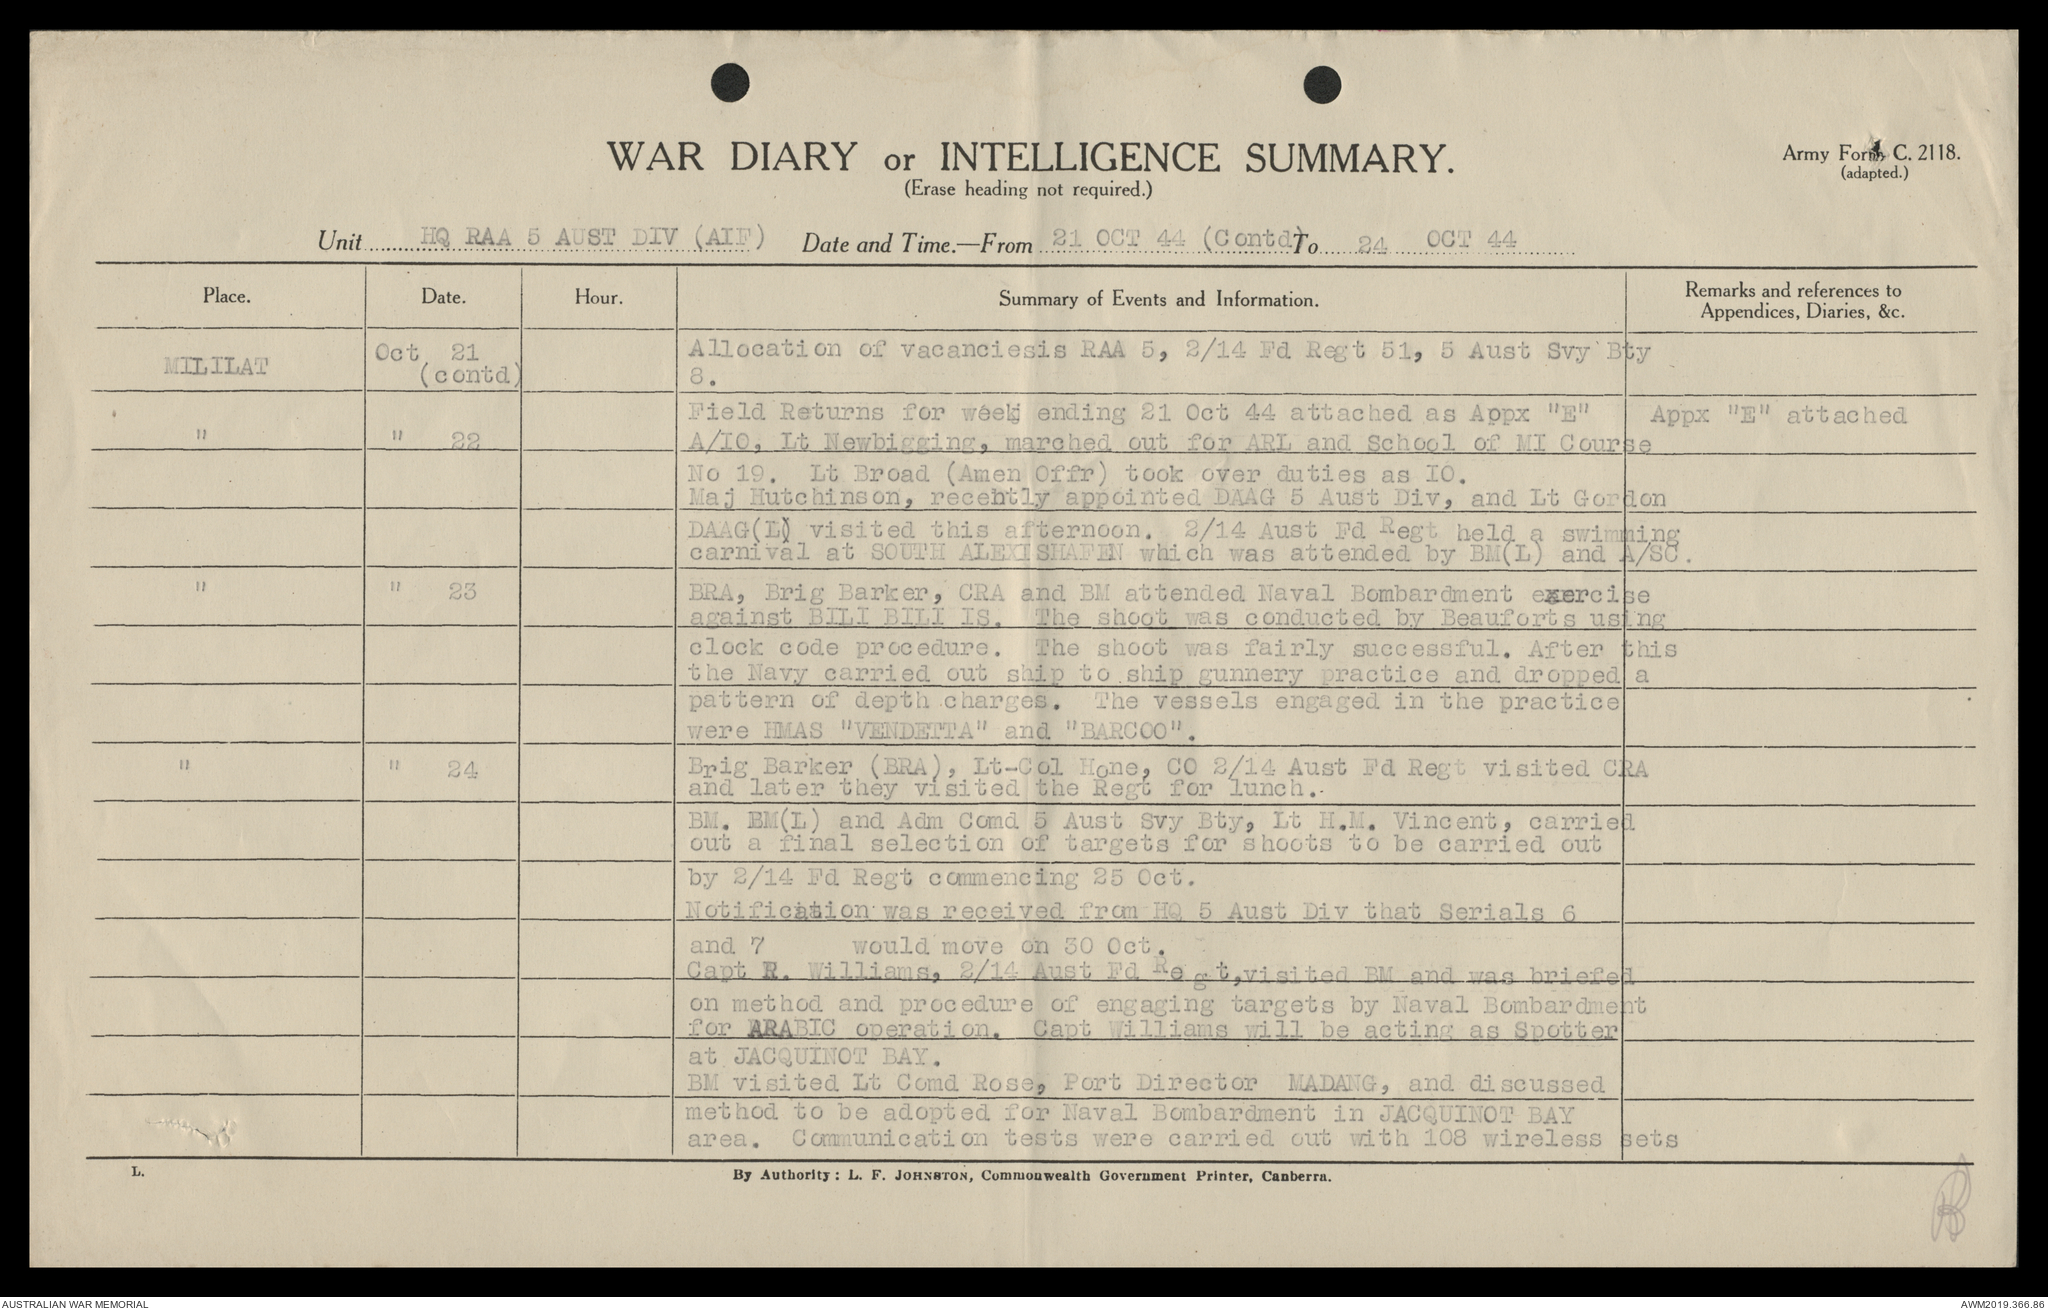 WAR DIARY or INTELLIGENCE SUMMARY.
(Erase heading not required.)
Army Form C. 2118.
(adapted.)
Unit HQ RAA 5 AUST DIV (AIF) Date and Time.—From 21 OCT 44 (Contd) To 24 OCT 44
Place. Date. Hour. Summary of Events and Information. Remarks and references to
Appendices, Diaries, &c.
MILILAT Oct 21 Allocation of vacanciesis RAA 5, 2/14 Fd Regt 51, 5 Aust Svy Bty
(contd) 8.
Field Returns for week ending 21 Oct 44 attached as Appx "E" Appx "E" attached
" " 22 A/IO, Lt Newbigging, marched out for ARL and School of MI Course
No 19. Lt Broad (Amen Offr) took over duties as IO.
Maj Hutchinson, recently appointed DAAG 5 Aust Div, and Lt Gordon
DAAG(L) visited this afternoon. 2/14 Aust Fd Regt held a swimming
carnival at SOUTH ALEXISHAFEN which was attended by BM(L) and A/SC.
" " 23 BRA, Brig Barker, CRA and BM attended Naval Bombardment exercise
against BILI BILI IS. The shoot was conducted by Beauforts using
clock code procedure. The shoot was fairly successful. After this
the Navy carried out ship to ship gunnery practice and dropped a
pattern of depth charges. The vessels engaged in the practice
were HMAS "VENDETTA" and "BARCOO".
" " 24 Brig Barker (BRA), Lt-Col Hone, CO 2/14 Aust Fd Regt visited CRA
and later they visited the Regt for lunch.
BM. BM(L) and Adm Comd 5 Aust Svy Bty, Lt H.M. Vincent, carried
out a final selection of targets for shoots to be carried out
by 2/14 Fd Regt commencing 25 Oct.
Notification was received from HQ 5 Aust Div that Serials 6
and 7 would move on 30 Oct.
Capt R. Williams, 2/14 Aust Fd Regt, visited BM and was briefed
on method and procedure of engaging targets by Naval Bombardment
for ARABIC operation. Capt Williams will be acting as Spotter
at JACQUINOT BAY.
BM visited Lt Comd Rose, Port Director MADANG, and discussed
method to be adopted for Naval Bombardment in JACQUINOT BAY
area. Communication tests were carried out with 108 wireless sets
L. By Authority: L. F. JOHNSTON, Commonwealth Government Printer, Canberra.
AUSTRALIAN WAR MEMORIAL AWM2019.366.86